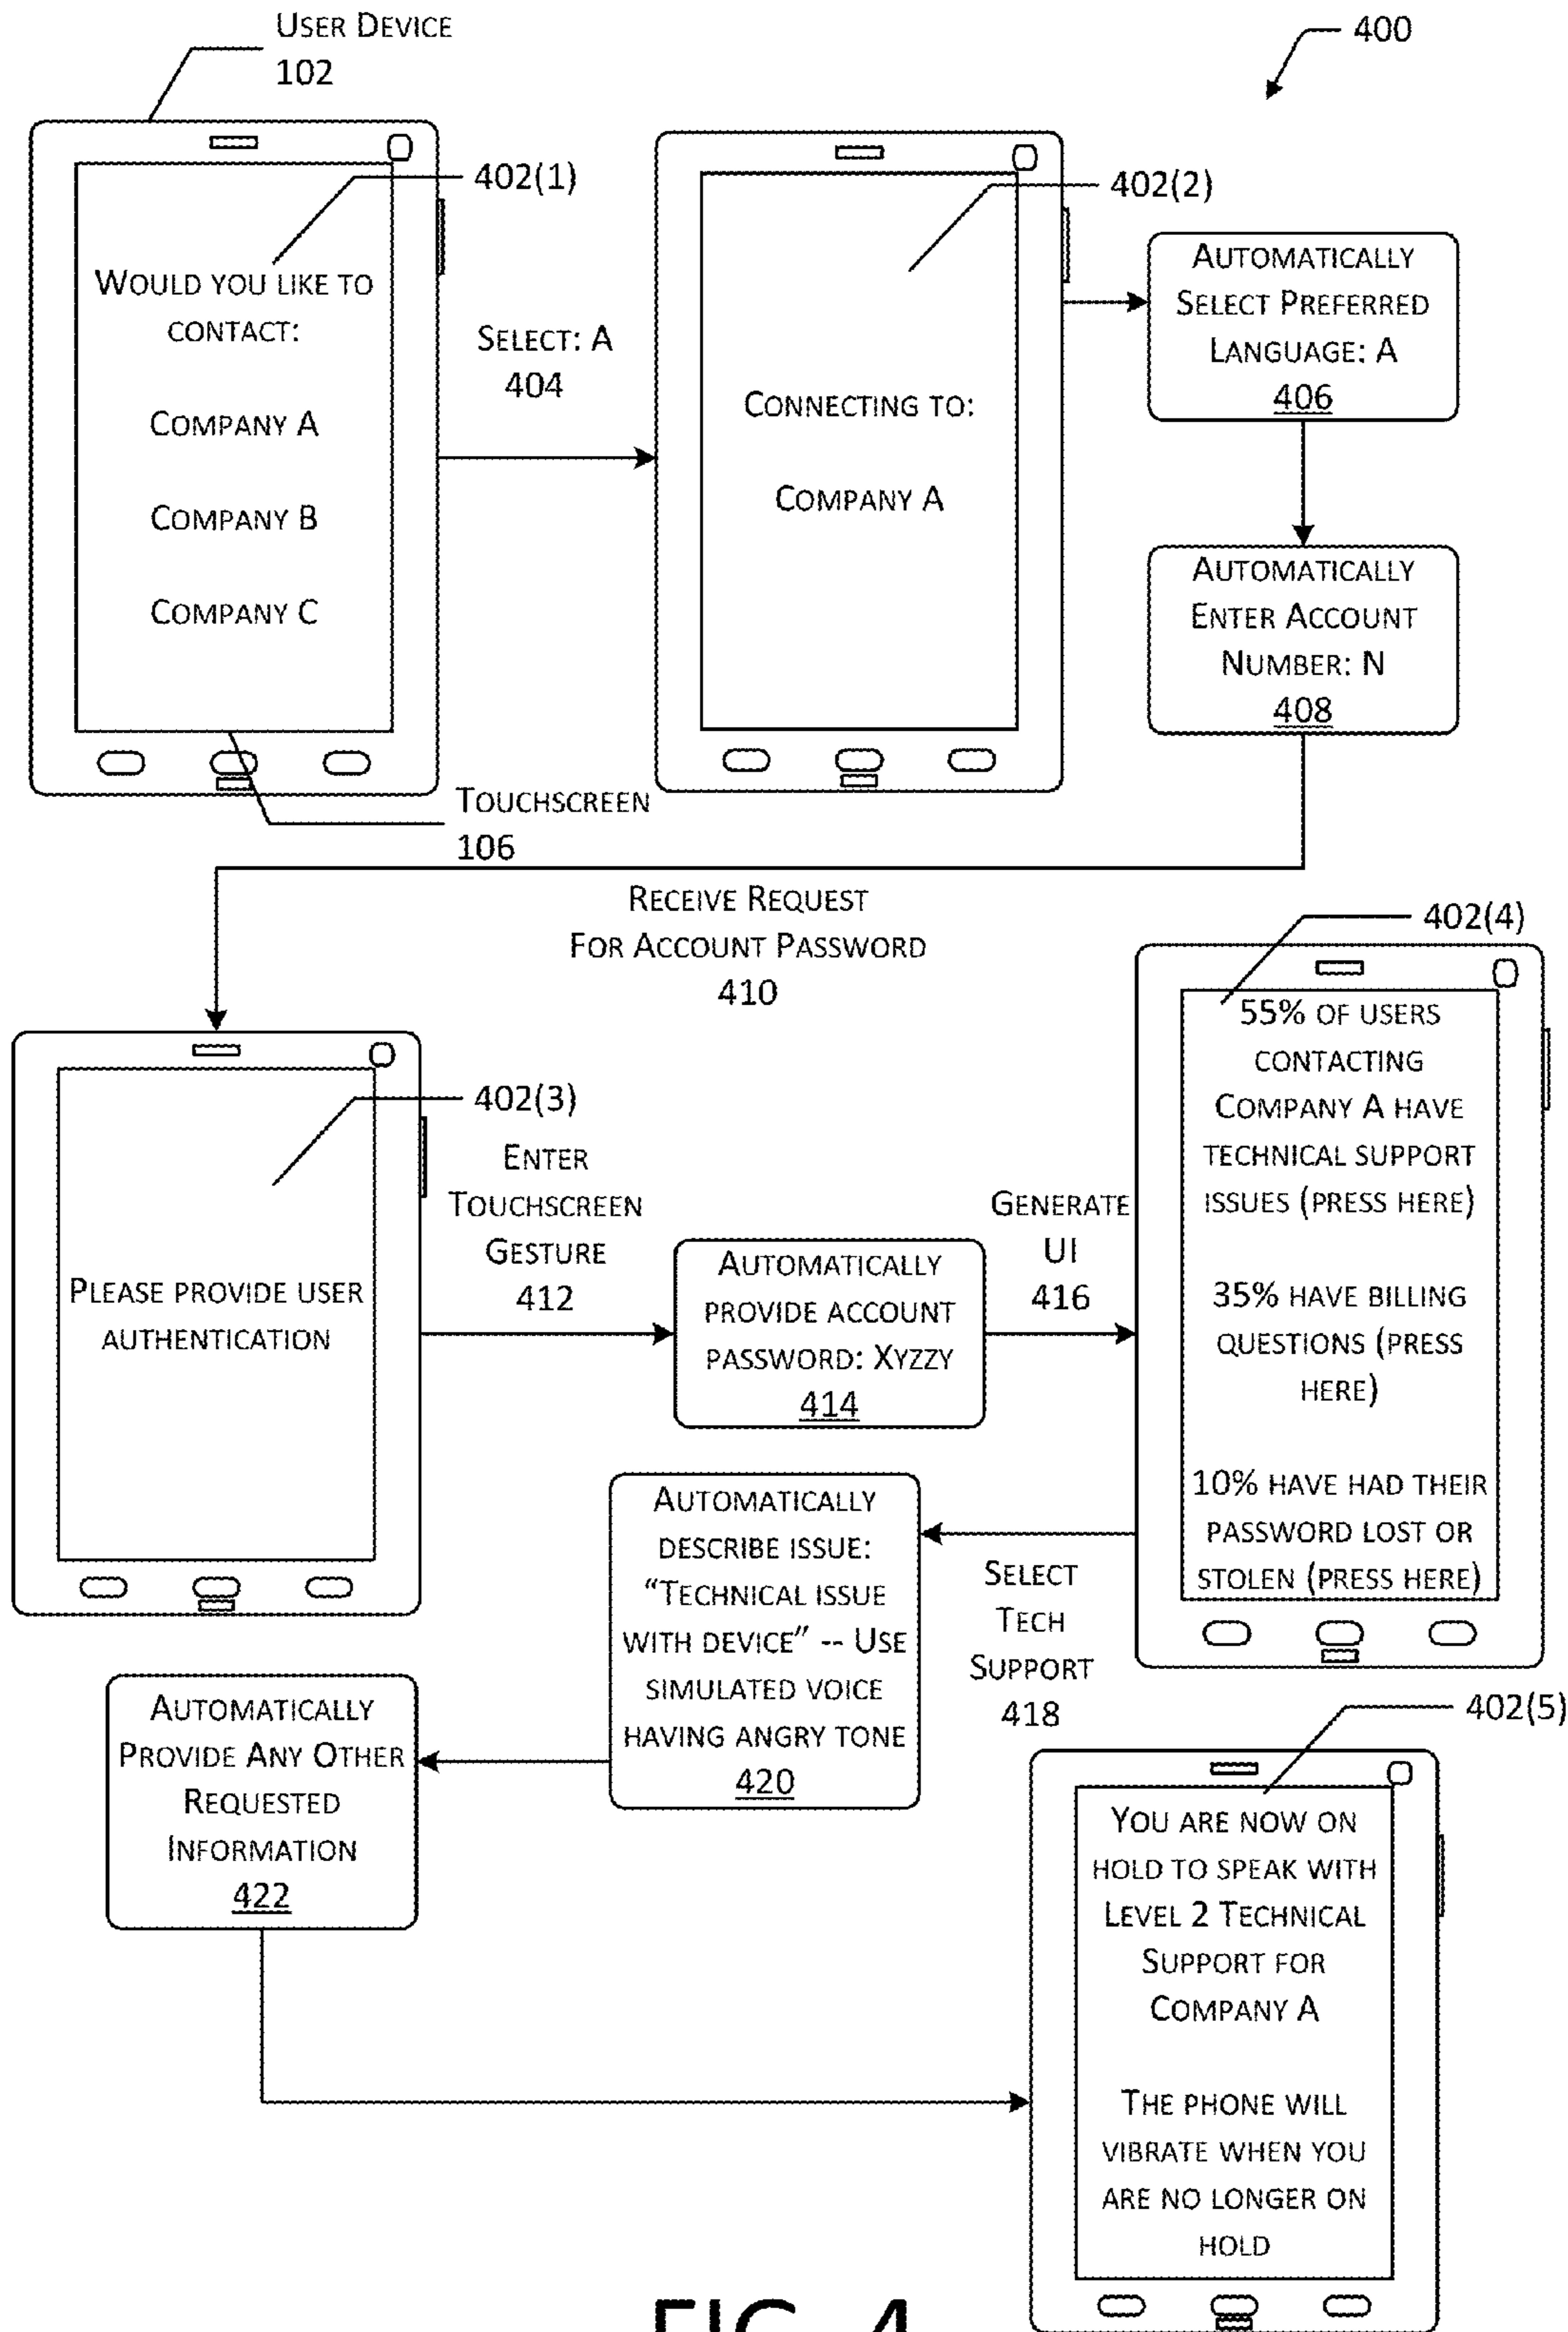 User Device
102
400
402(1)
Would you like to
contact:
Company A
Company B
Company C
Touchscreen
106
Select: A
404
402(2)
Connecting to:
Company A
Automatically
Select Preferred
Language: A
406
Automatically
Enter Account
Number: N
408
Receive Request
For Account Password
410
402(3)
Please provide user
authentication
Enter
Touchscreen
Gesture
412
Automatically
provide account
password: Xyzzy
414
Generate
UI
416
402(4)
55% of users
contacting
Company A have
technical support
issues (press here)
35% have billing
questions (press
here)
10% have had their
password lost or
stolen (press here)
Select
Tech
Support
418
Automatically
describe issue:
"Technical issue
with device" -- Use
simulated voice
having angry tone
420
Automatically
Provide Any Other
Requested
Information
422
402(5)
You are now on
hold to speak with
Level 2 Technical
Support for
Company A
The phone will
vibrate when you
are no longer on
hold
FIG. 4